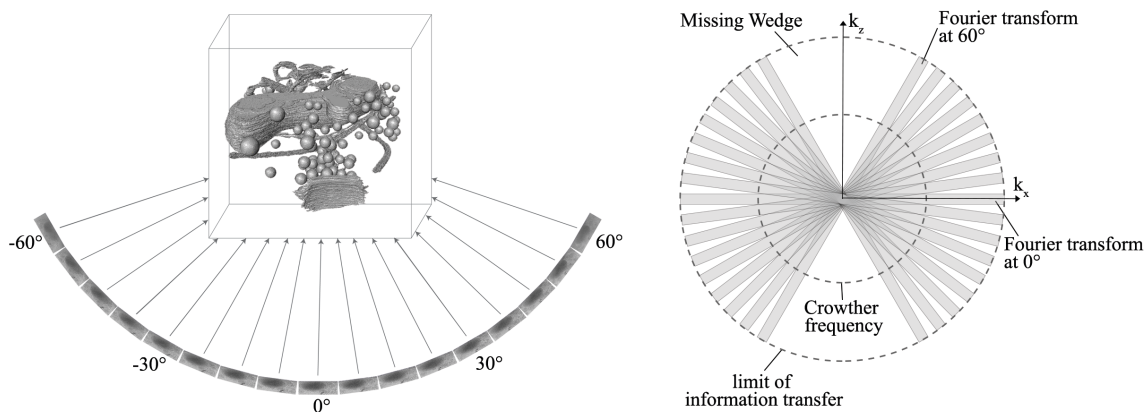 -60°
-30°
0°
30°
60°
Missing Wedge
k_z
Fourier transform
at 60°
k_x
Fourier transform
at 0°
Crowther
frequency
limit of
information transfer